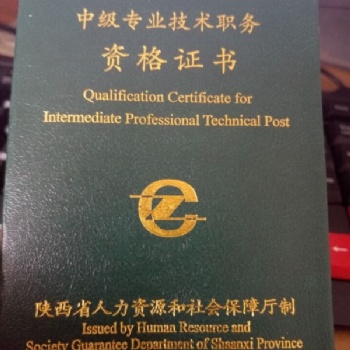 中级专业技术职务
资格证书
Qualification Certificate for
Intermediate Professional Technical Post
陕西省人力资源和社会保障厅制
Issued by Human Resource and
Society Guarantee Department of Shaanxi Province